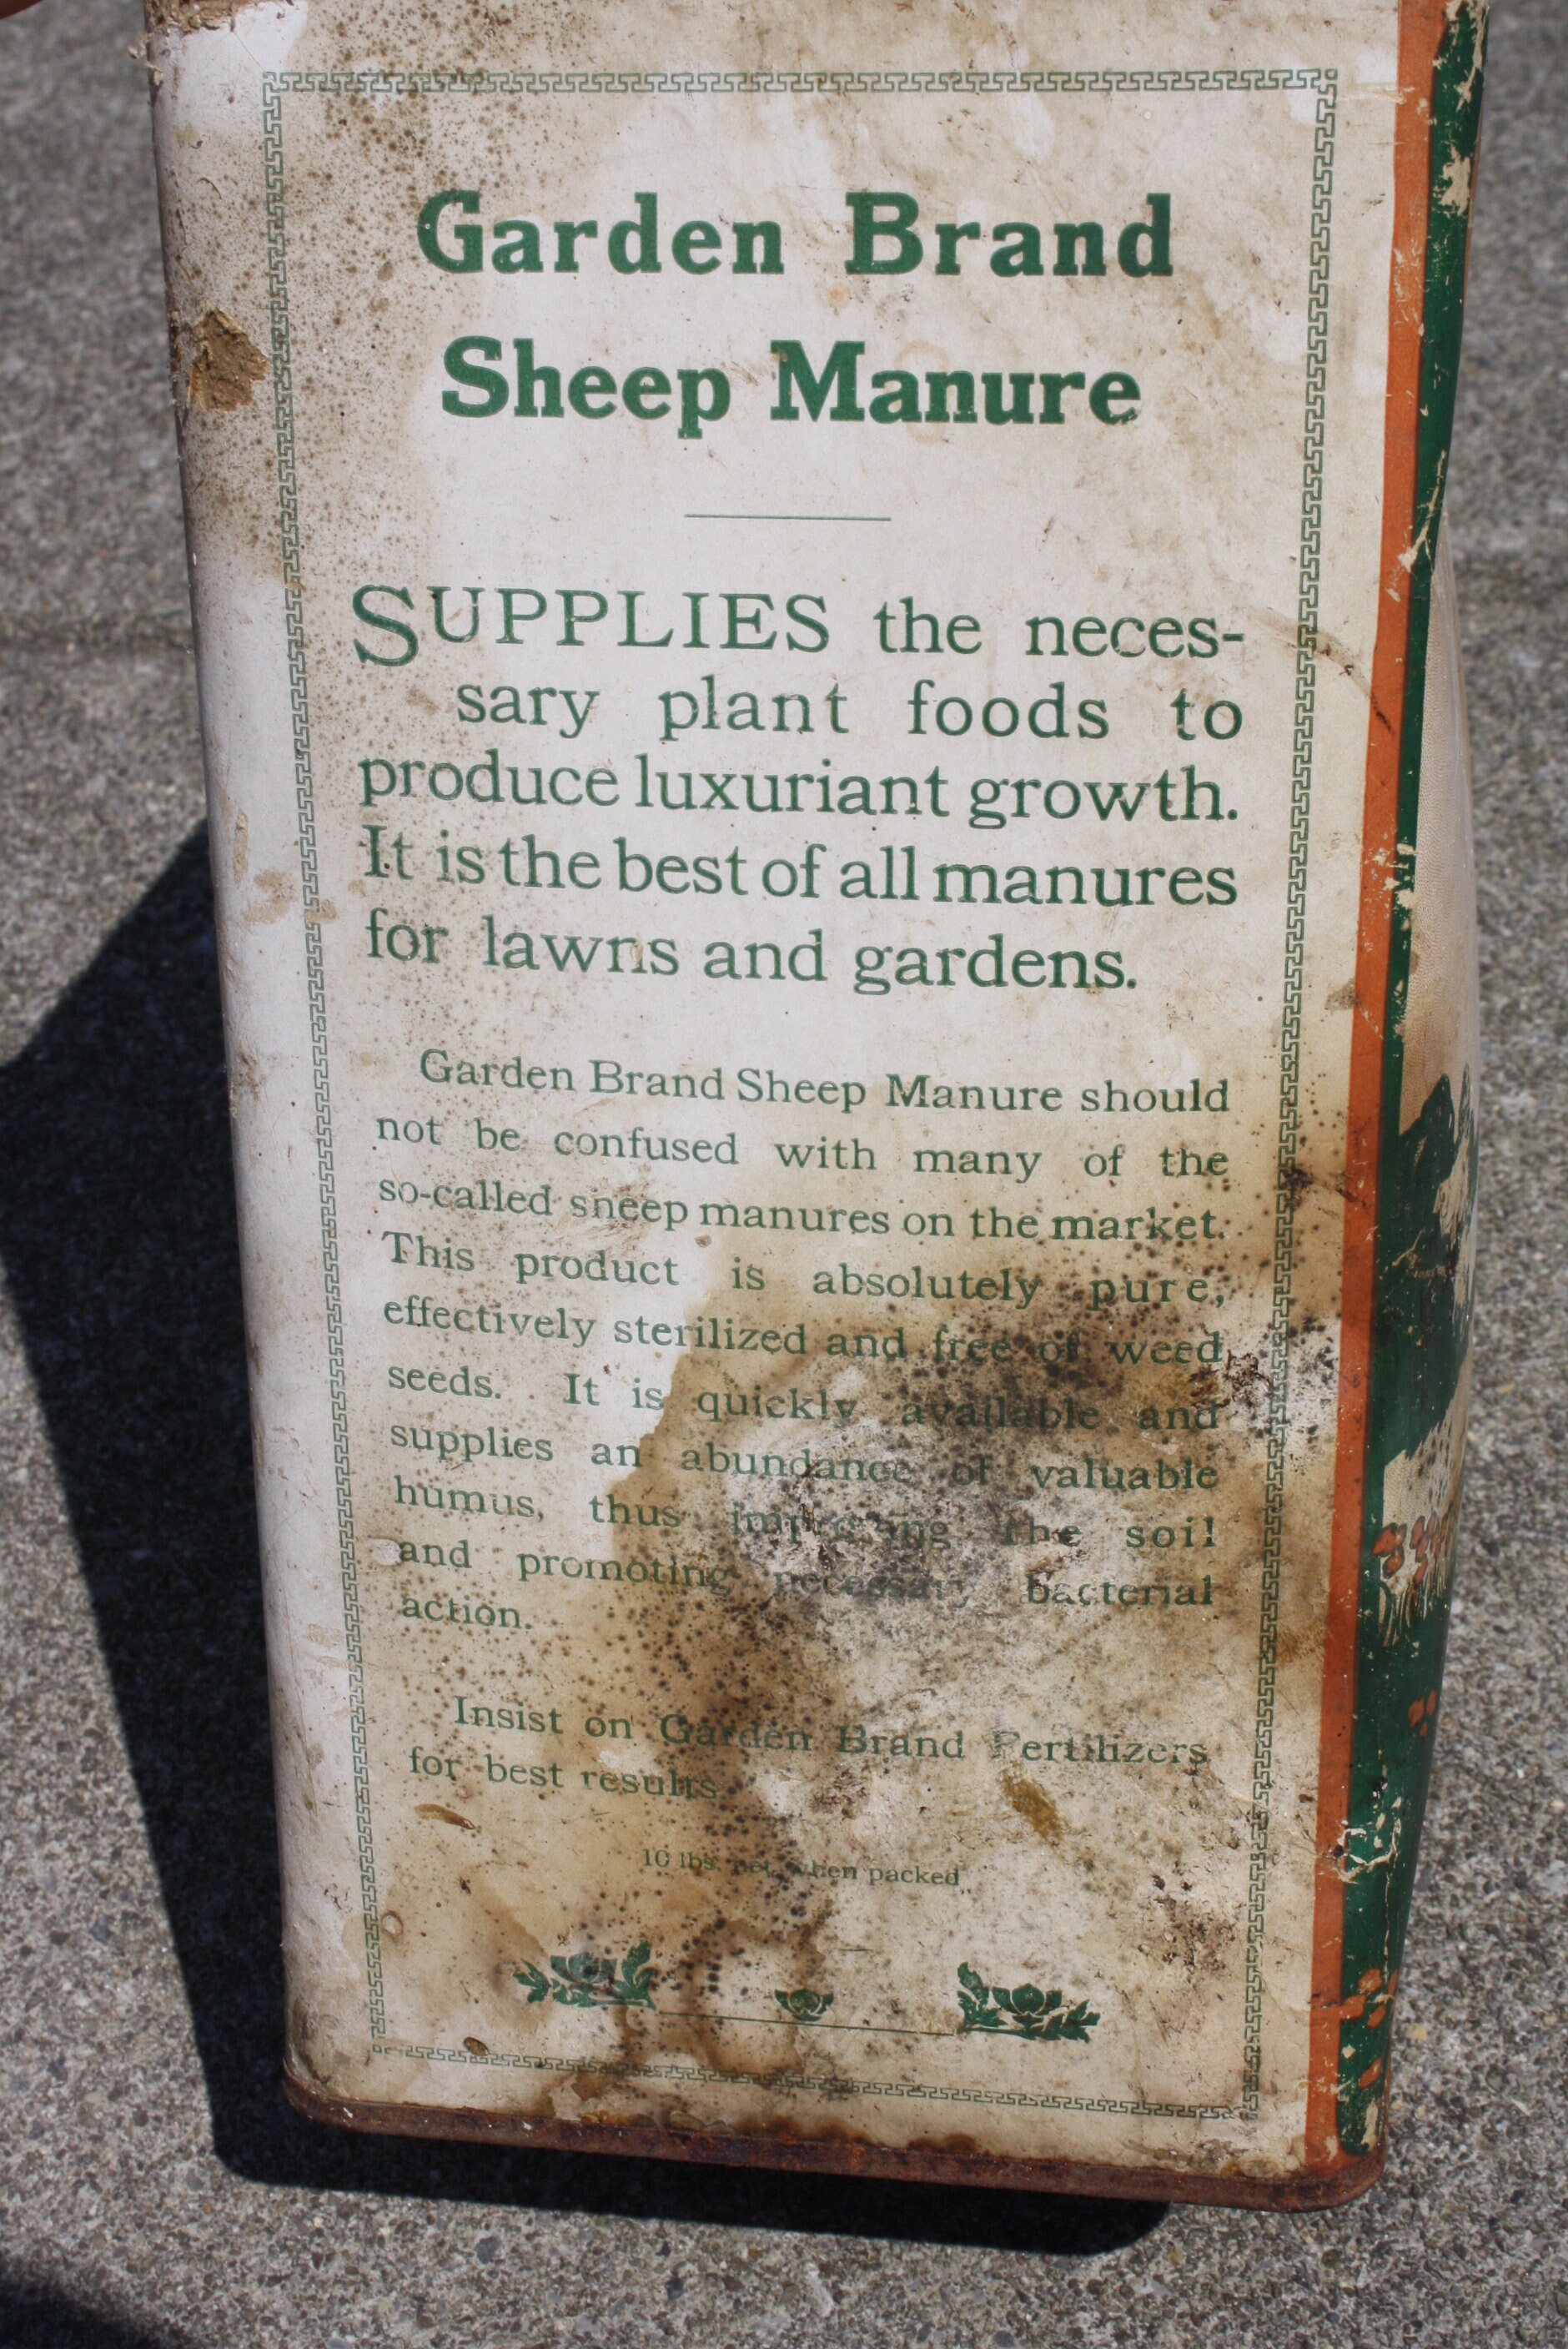 Garden Brand
Sheep Manure
SUPPLIES the neces-
sary plant foods to
produce luxuriant growth.
It is the best of all manures
for lawns and gardens.
Garden Brand Sheep Manure should
not be confused with many of the
so-called sheep manures on the market.
This product is absolutely pure,
effectively sterilized and free of weed
seeds. It is quickly available and
supplies an abundance of valuable
humus, thus improving the soil
and promoting necessary bacterial
action.
Insist on Garden Brand Fertilizers
for best results
10 lbs. net when packed